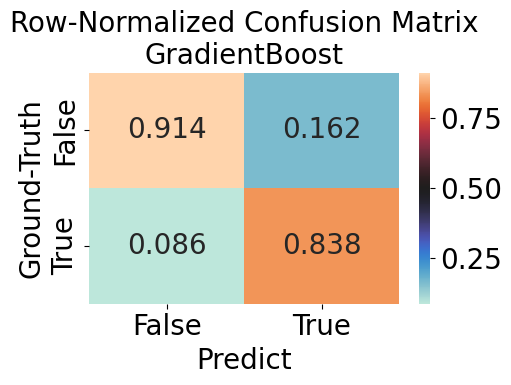 Row-Normalized Confusion Matrix
GradientBoost
Ground-Truth
False
True
0.914
0.162
0.086
0.838
False
True
Predict
0.75
0.50
0.25